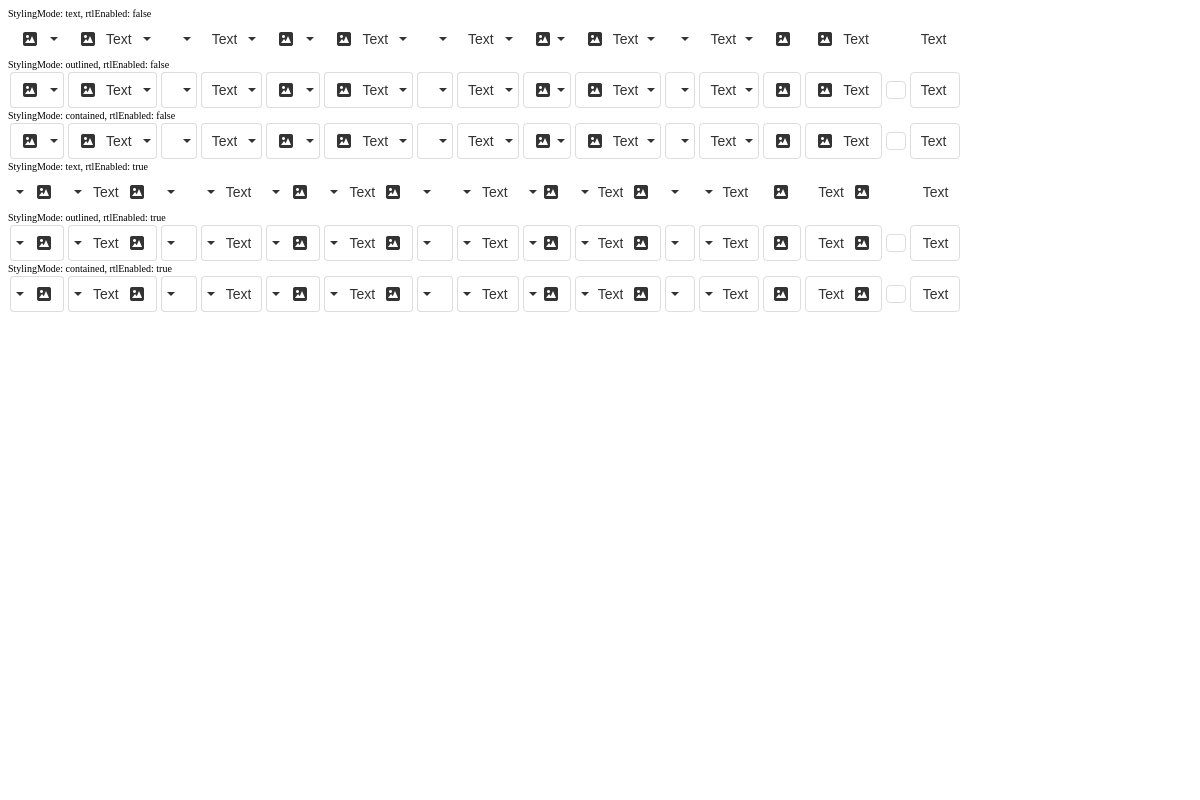 StylingMode: text, rtlEnabled: false
Text Text Text Text Text Text Text Text
StylingMode: outlined, rtlEnabled: false
Text Text Text Text Text Text Text Text
StylingMode: contained, rtlEnabled: false
Text Text Text Text Text Text Text Text
StylingMode: text, rtlEnabled: true
Text Text Text Text Text Text Text Text
StylingMode: outlined, rtlEnabled: true
Text Text Text Text Text Text Text Text
StylingMode: contained, rtlEnabled: true
Text Text Text Text Text Text Text Text